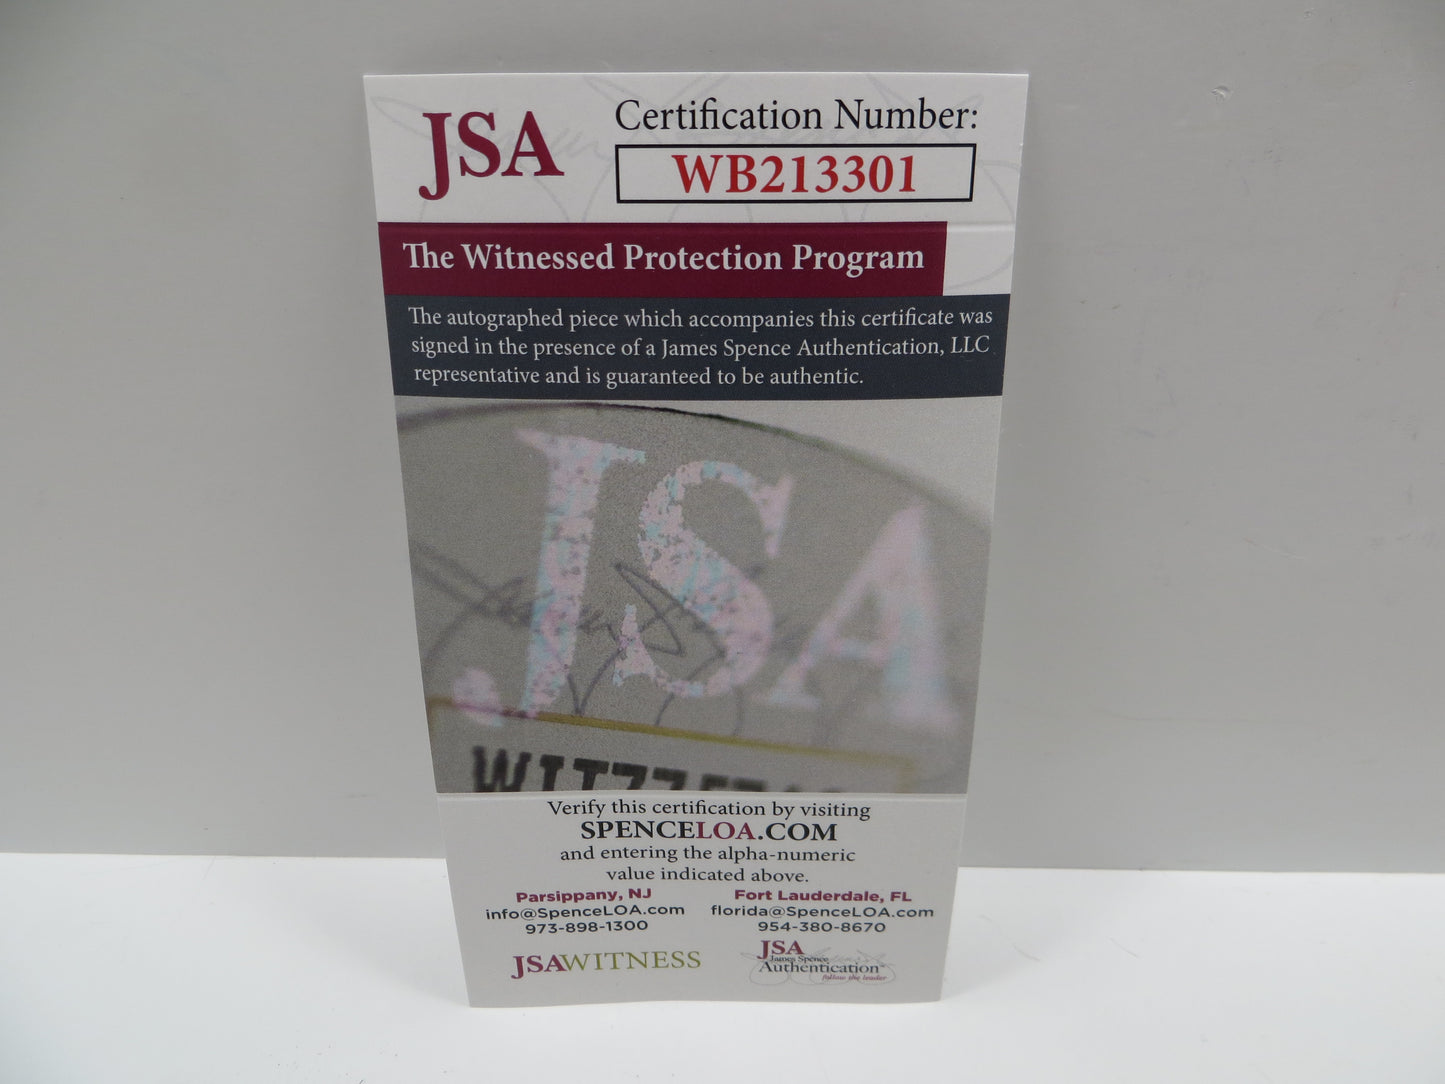 JSA
Certification Number:
WB213301
The Witnessed Protection Program
The autographed piece which accompanies this certificate was
signed in the presence of a James Spence Authentication, LLC
representative and is guaranteed to be authentic.
JSA
Verify this certification by visiting
SPENCELOA.COM
and entering the alpha-numeric
value indicated above.
Parsippany, NJ
info@SpenceLOA.com
973-898-1300
Fort Lauderdale, FL
florida@SpenceLOA.com
954-380-8670
JSAWITNESS
JSA
James Spence
Authentication
follow the leader